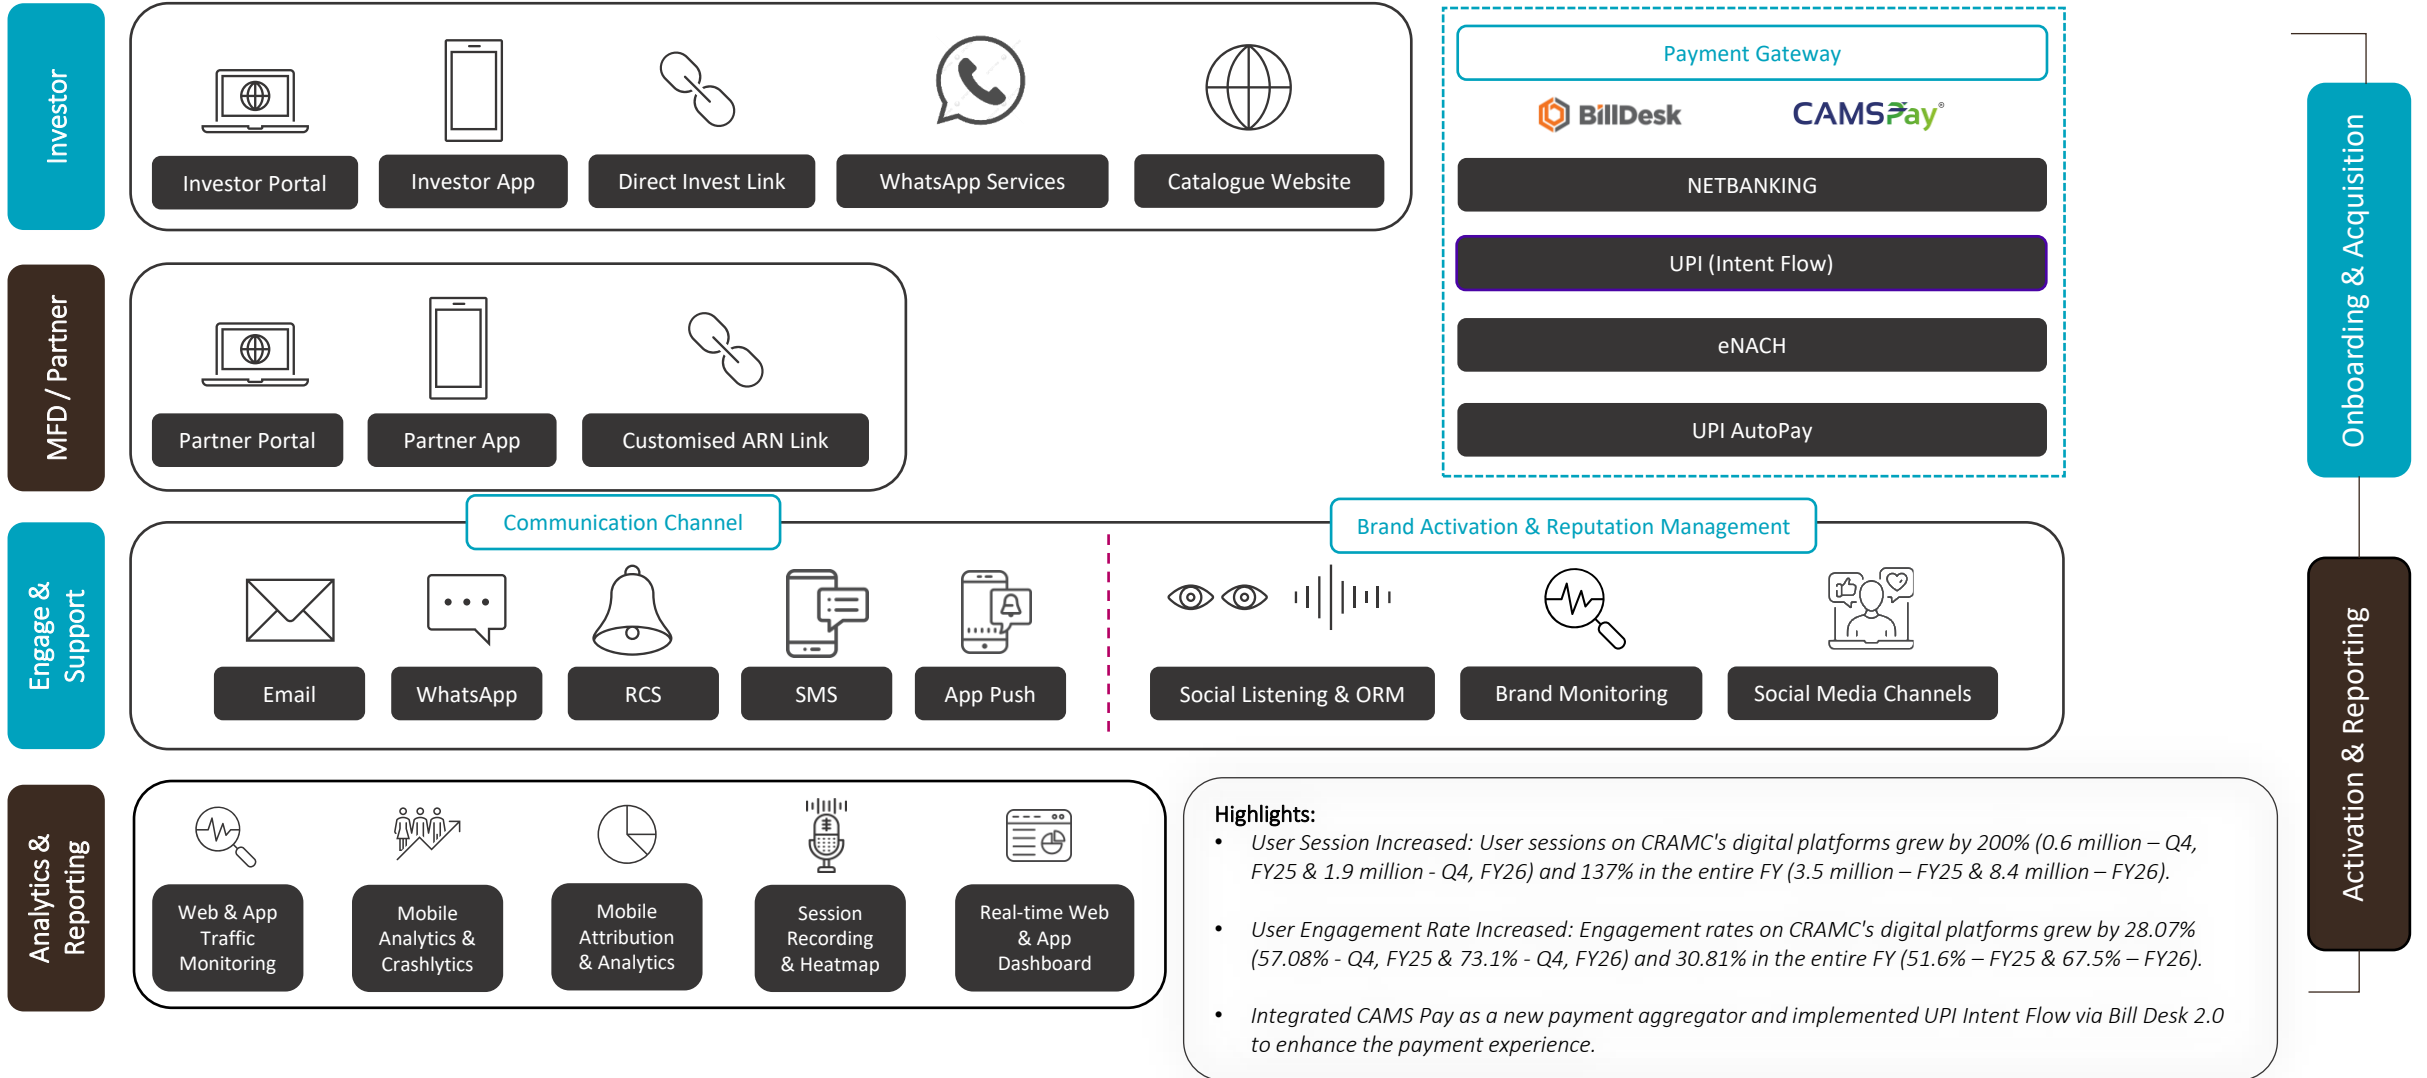 Investor
Investor Portal
Investor App
Direct Invest Link
WhatsApp Services
Catalogue Website
Payment Gateway
BillDesk
CAMSPay®
NETBANKING
UPI (Intent Flow)
eNACH
UPI AutoPay
Onboarding & Acquisition
MFD / Partner
Partner Portal
Partner App
Customised ARN Link
Engage &
Support
Communication Channel
Email
WhatsApp
RCS
SMS
App Push
Brand Activation & Reputation Management
Social Listening & ORM
Brand Monitoring
Social Media Channels
Activation & Reporting
Analytics &
Reporting
Web & App
Traffic
Monitoring
Mobile
Analytics &
Crashlytics
Mobile
Attribution
& Analytics
Session
Recording
& Heatmap
Real-time Web
& App
Dashboard
Highlights:
• User Session Increased: User sessions on CRAMC's digital platforms grew by 200% (0.6 million – Q4,
FY25 & 1.9 million - Q4, FY26) and 137% in the entire FY (3.5 million – FY25 & 8.4 million – FY26).
• User Engagement Rate Increased: Engagement rates on CRAMC's digital platforms grew by 28.07%
(57.08% - Q4, FY25 & 73.1% - Q4, FY26) and 30.81% in the entire FY (51.6% – FY25 & 67.5% – FY26).
• Integrated CAMS Pay as a new payment aggregator and implemented UPI Intent Flow via Bill Desk 2.0
to enhance the payment experience.